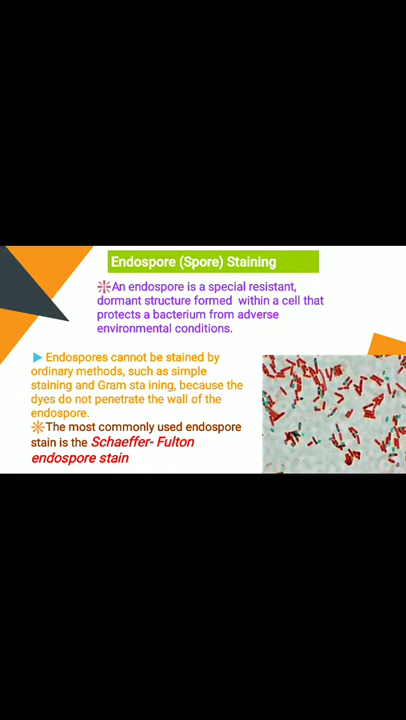 Endospore (Spore) Staining
An endospore is a special resistant,
dormant structure formed within a cell that
protects a bacterium from adverse
environmental conditions.
Endospores cannot be stained by
ordinary methods, such as simple
staining and Gram sta ining, because the
dyes do not penetrate the wall of the
endospore.
The most commonly used endospore
stain is the Schaeffer- Fulton
endospore stain